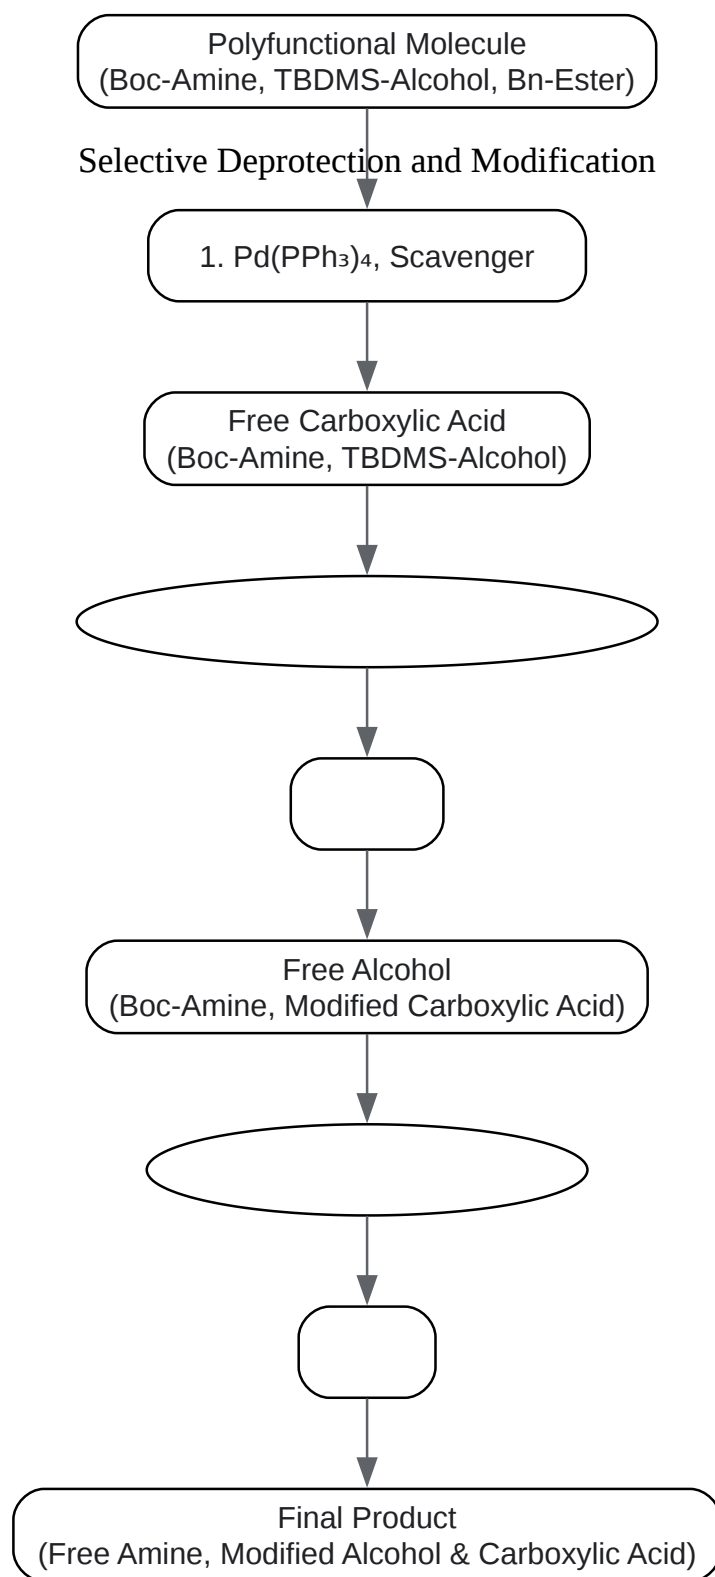 Polyfunctional Molecule
(Boc-Amine, TBDMS-Alcohol, Bn-Ester)
Selective Deprotection and Modification
1. Pd(PPh₃)₄, Scavenger
Free Carboxylic Acid
(Boc-Amine, TBDMS-Alcohol)
Free Alcohol
(Boc-Amine, Modified Carboxylic Acid)
Final Product
(Free Amine, Modified Alcohol & Carboxylic Acid)